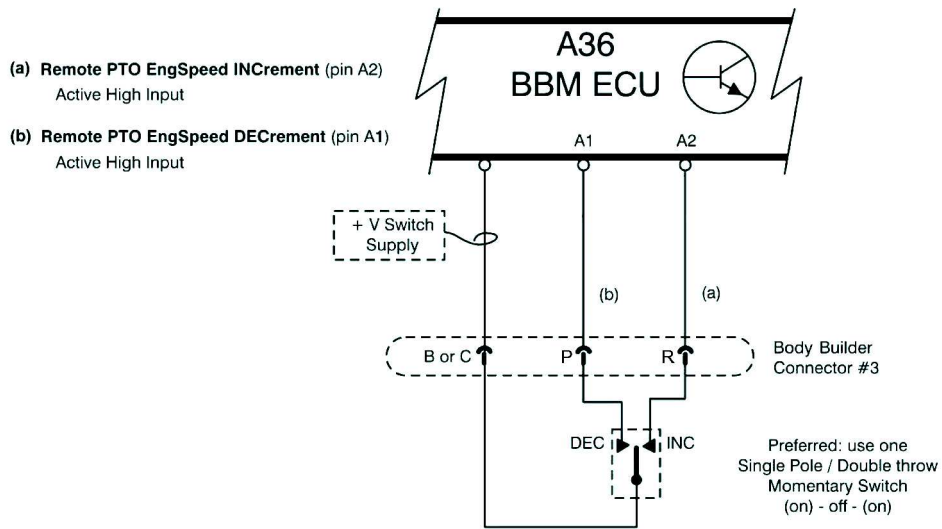 A36
BBM ECU
(a) Remote PTO EngSpeed INCrement (pin A2)
Active High Input
(b) Remote PTO EngSpeed DECrement (pin A1)
Active High Input
A1
A2
+ V Switch
Supply
(b)
(a)
B or C
P
R
Body Builder
Connector #3
DEC
INC
Preferred: use one
Single Pole / Double throw
Momentary Switch
(on) - off - (on)